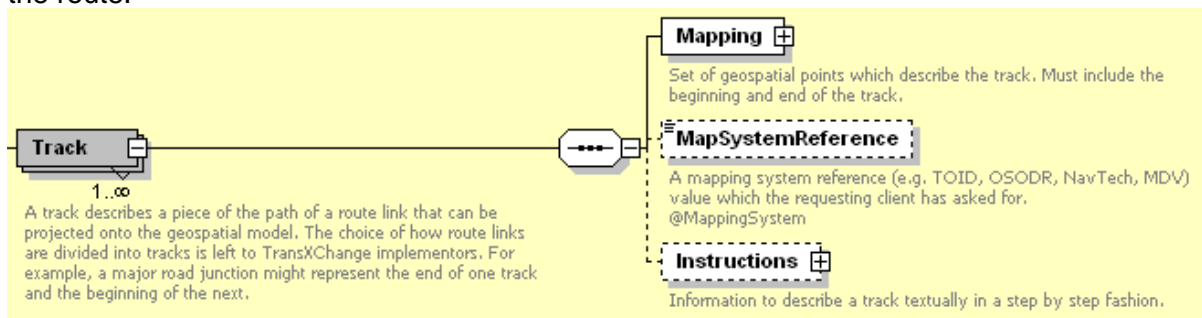 the route.
Mapping
Set of geospatial points which describe the track. Must include the
beginning and end of the track.
Track
1..∞
A track describes a piece of the path of a route link that can be
projected onto the geospatial model. The choice of how route links
are divided into tracks is left to TransXChange implementors. For
example, a major road junction might represent the end of one track
and the beginning of the next.
MapSystemReference
A mapping system reference (e.g. TOID, OSODR, NavTech, MDV)
value which the requesting client has asked for.
@MappingSystem
Instructions
Information to describe a track textually in a step by step fashion.